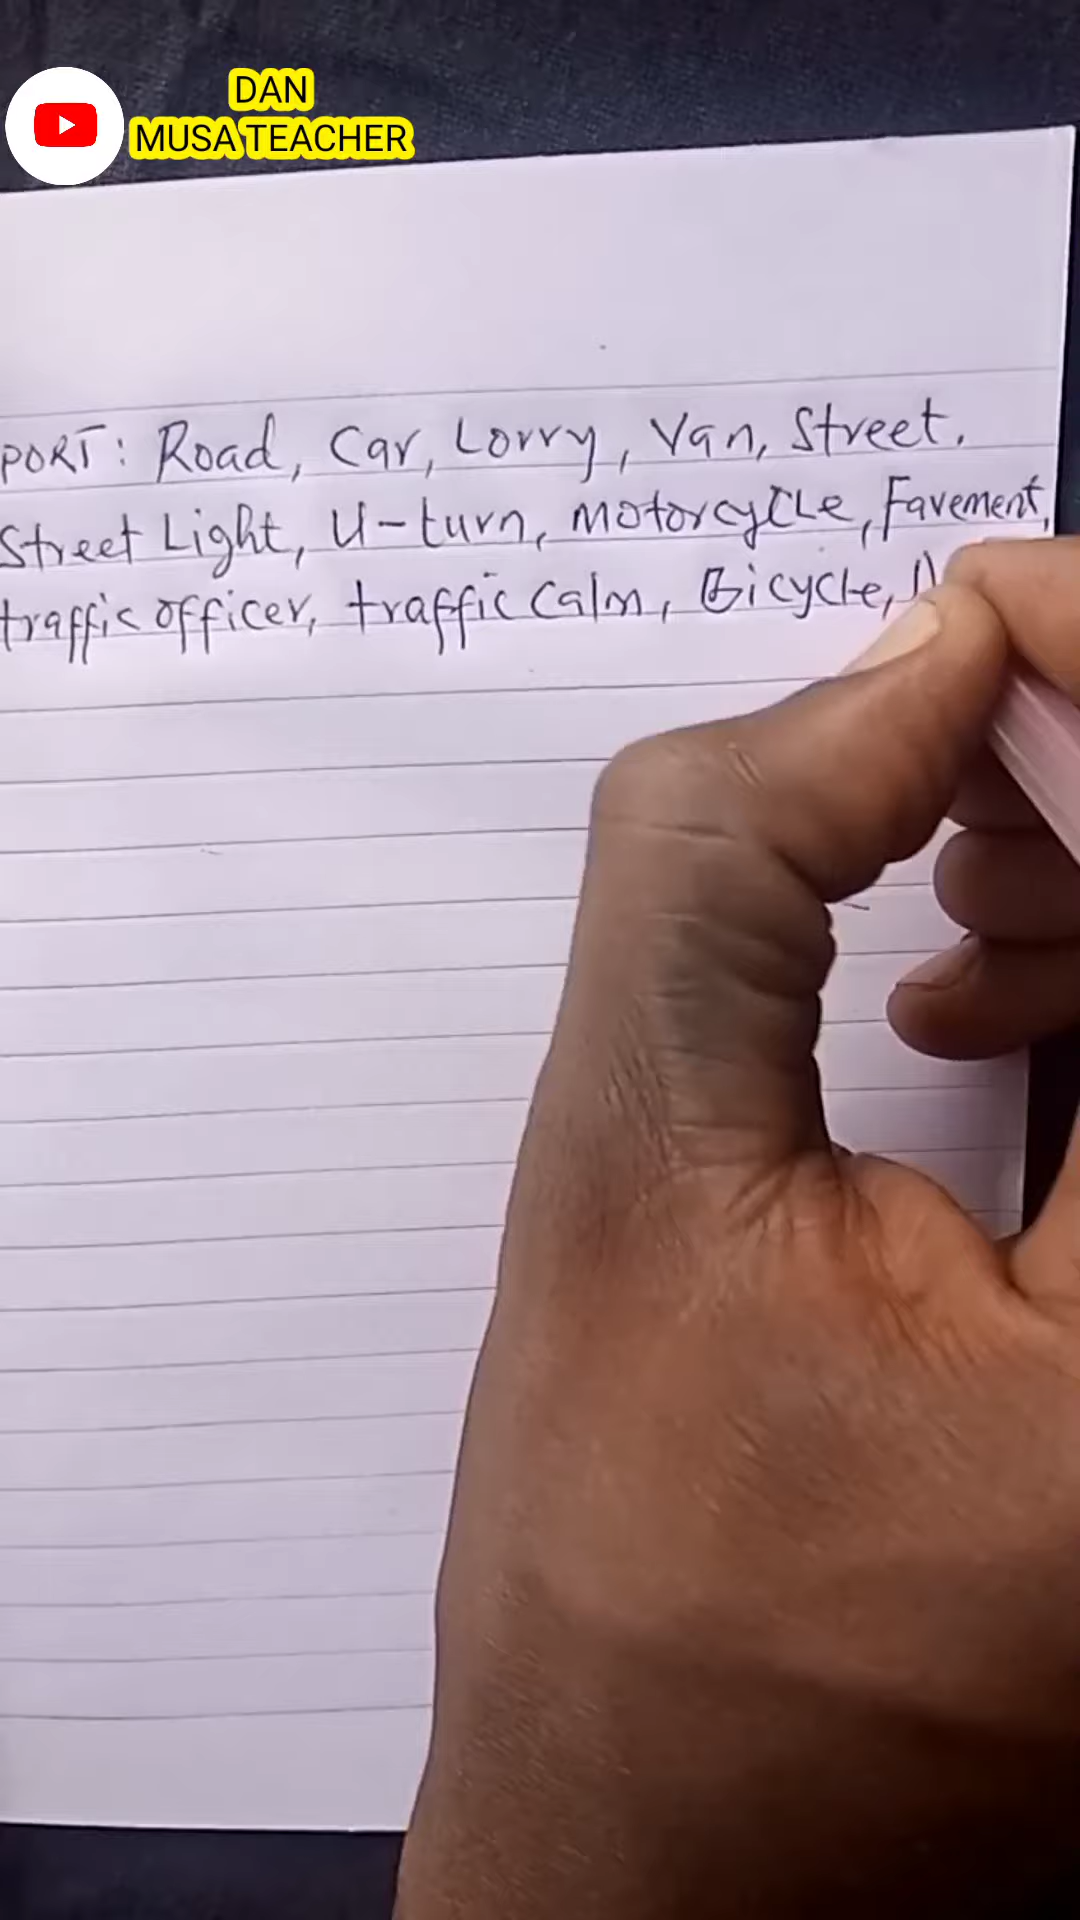 DAN
MUSA TEACHER
PORT: Road, Car, Lorry, Van, Street.
Street Light, U-turn, Motorcycle, Favement,
traffic officer, traffic Calm, Bicycle,